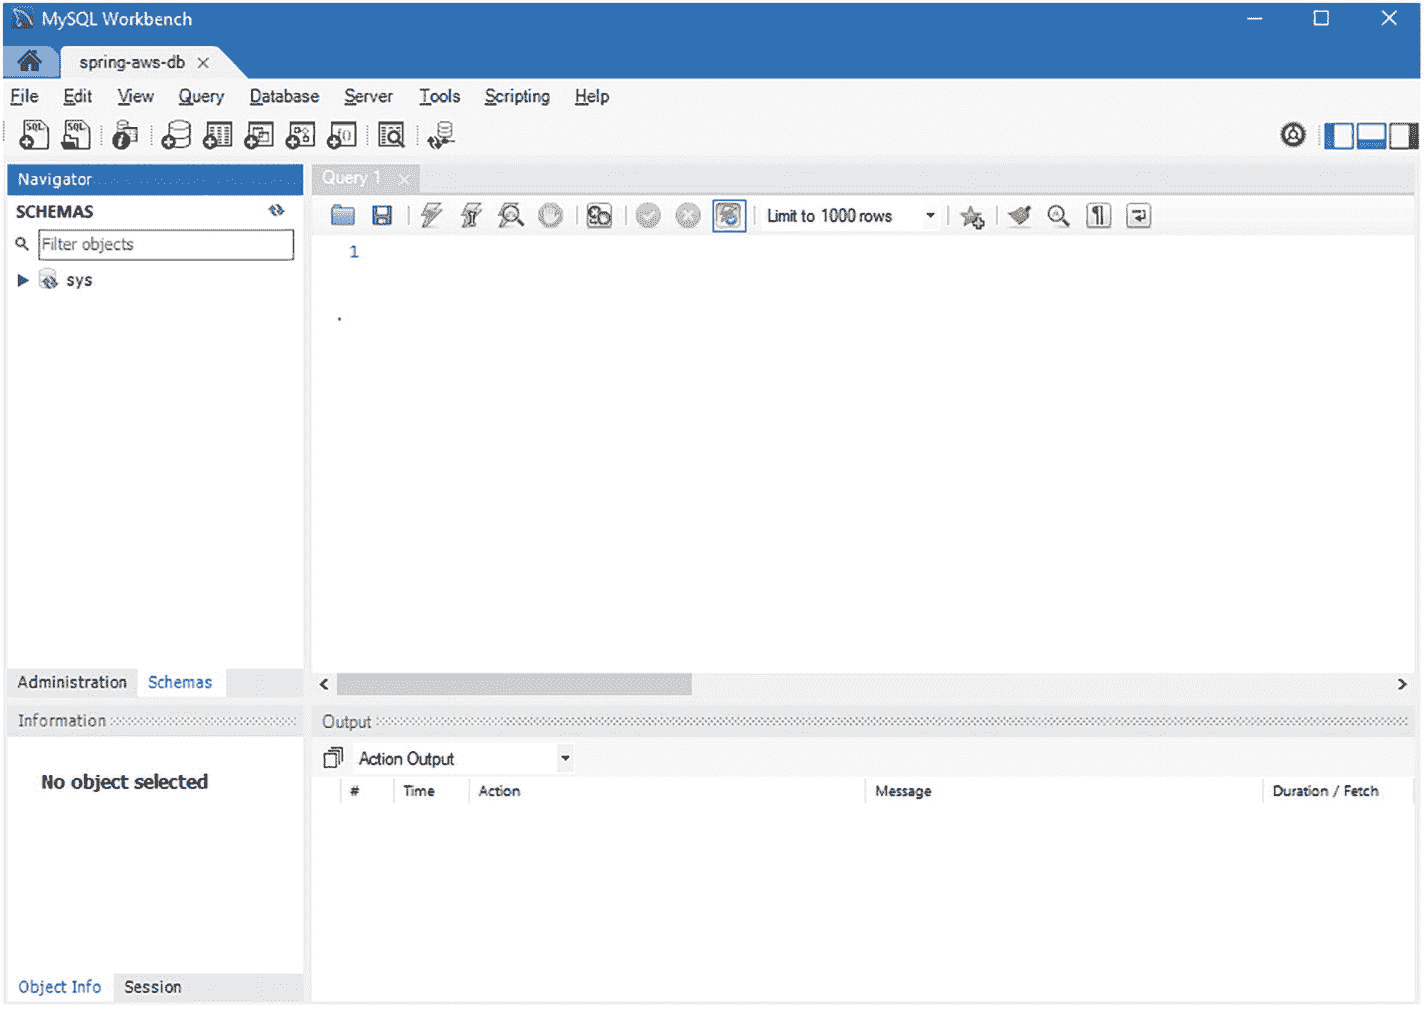 MySQL Workbench
spring-aws-db
File Edit View Query Database Server Tools Scripting Help
SQL SQL
Navigator
Query 1
SCHEMAS
Limit to 1000 rows
Filter objects
1
sys
Administration Schemas
Information
Output
Action Output
No object selected
# Time Action Message Duration / Fetch
Object Info Session